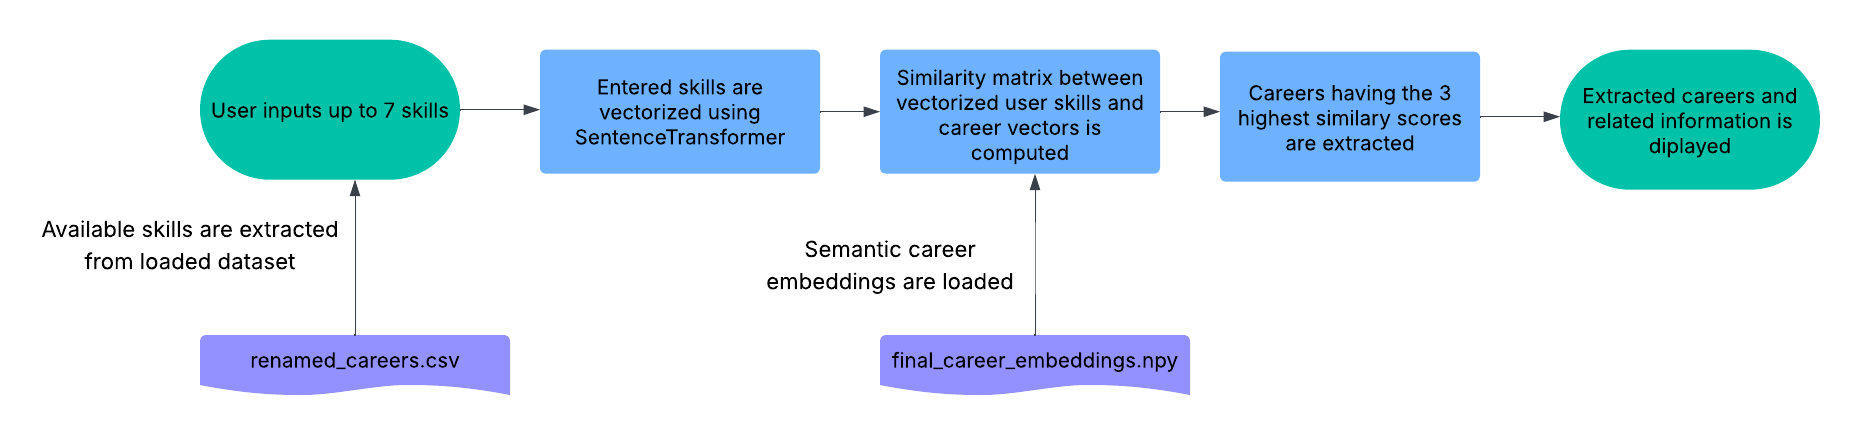 User inputs up to 7 skills
Entered skills are
vectorized using
SentenceTransformer
Similarity matrix between
vectorized user skills and
career vectors is
computed
Careers having the 3
highest similary scores
are extracted
Extracted careers and
related information is
diplayed
Available skills are extracted
from loaded dataset
Semantic career
embeddings are loaded
renamed_careers.csv
final_career_embeddings.npy